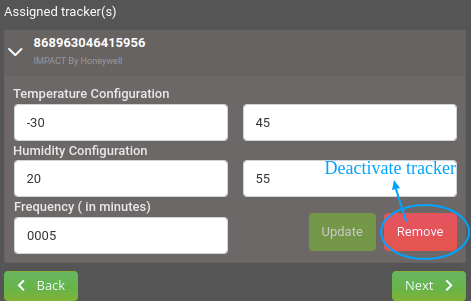 Assigned tracker(s)
868963046415956
IMPACT By Honeywell
Temperature Configuration
-30 45
Humidity Configuration
20 55
Deactivate tracker
Frequency ( in minutes)
0005 Update Remove
Back Next